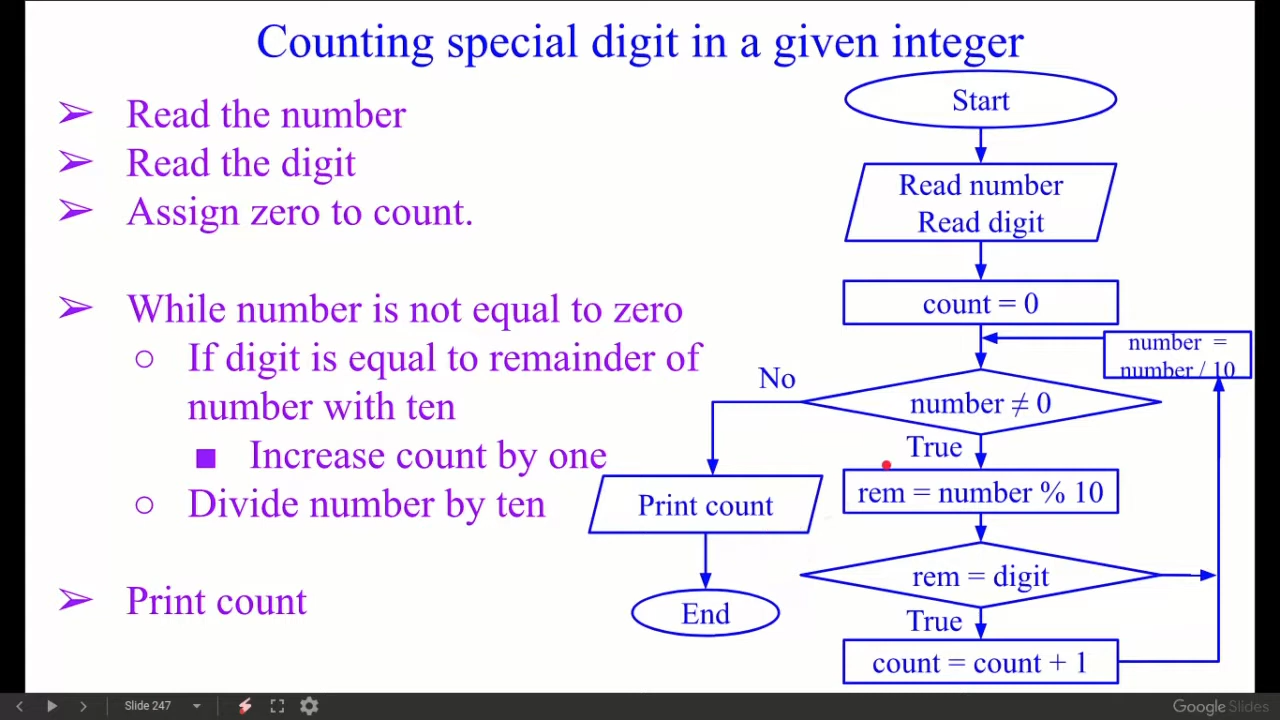 Counting special digit in a given integer
➢ Read the number
➢ Read the digit
➢ Assign zero to count.
➢ While number is not equal to zero
○ If digit is equal to remainder of
number with ten
■ Increase count by one
○ Divide number by ten
➢ Print count
Start
Read number
Read digit
count = 0
number =
number / 10
number ≠ 0
No
True
rem = number % 10
Print count
rem = digit
End
True
count = count + 1
Slide 247
Google Slides